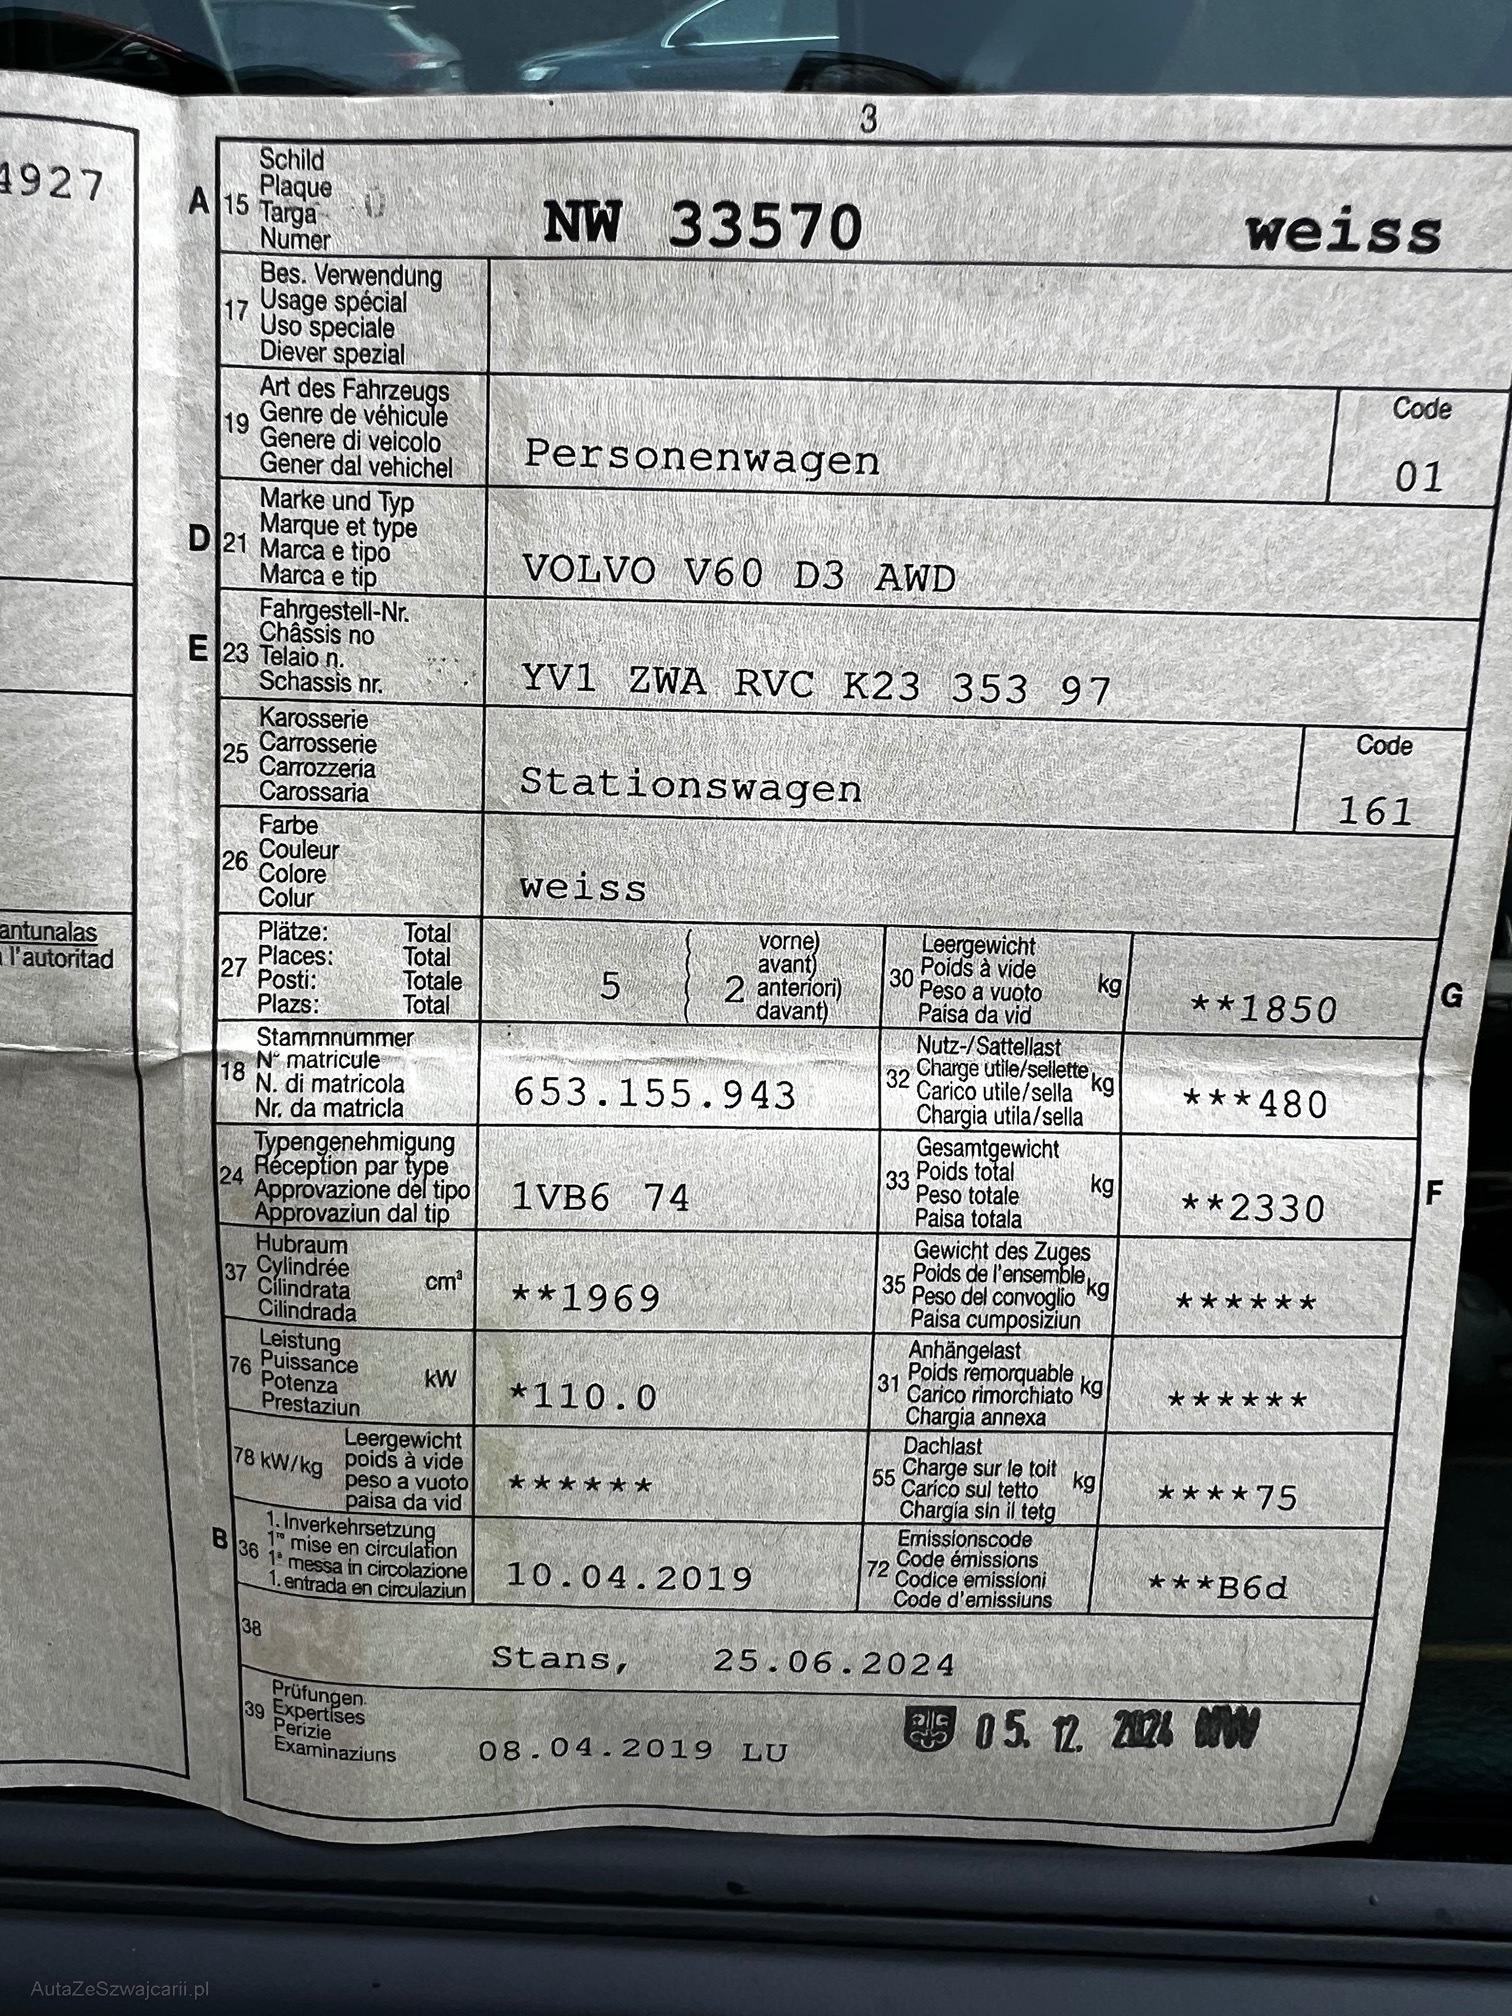 3
4927
A 15 Schild
Plaque
Targa
Numer
NW 33570 weiss
17 Bes. Verwendung
Usage spécial
Uso speciale
Diever spezial
19 Art des Fahrzeugs
Genre de véhicule
Genere di veicolo
Gener dal vehichel
Personenwagen
Code
01
D 21 Marke und Typ
Marque et type
Marca e tipo
Marca e tip
VOLVO V60 D3 AWD
E 23 Fahrgestell-Nr.
Châssis no
Telaio n.
Schassis nr.
YV1 ZWA RVC K23 353 97
25 Karosserie
Carrosserie
Carrozzeria
Carossaria
Stationswagen
Code
161
26 Farbe
Couleur
Colore
Colur
weiss
antunalas
l'autoritad
27 Plätze: Total
Places: Total
Posti: Totale
Plazs: Total
5
2
vorne)
avant)
anteriori)
davant)
30 Leergewicht
Poids à vide
Peso a vuoto
Paisa da vid
kg
**1850
G
18 Stammnummer
N° matricule
N. di matricola
Nr. da matricla
653.155.943
32 Nutz-/Sattellast
Charge utile/sellette
Carico utile/sella
Chargia utila/sella
kg
***480
24 Typengenehmigung
Réception par type
Approvazione del tipo
Approvaziun dal tip
1VB6 74
33 Gesamtgewicht
Poids total
Peso totale
Paisa totala
kg
**2330
F
37 Hubraum
Cylindrée
Cilindrata
Cilindrada
cm³
**1969
35 Gewicht des Zuges
Poids de l'ensemble
Peso del convoglio
Paisa cumposiziun
kg
******
76 Leistung
Puissance
Potenza
Prestaziun
kW
*110.0
31 Anhängelast
Poids remorquable
Carico rimorchiato
Chargia annexa
kg
******
78 kW/kg Leergewicht
poids à vide
peso a vuoto
paisa da vid
******
55 Dachlast
Charge sur le toit
Carico sul tetto
Chargia sin il tetg
kg
****75
B 36 1. Inverkehrsetzung
1re mise en circulation
1a messa in circolazione
1. entrada en circulaziun
10.04.2019
72 Emissionscode
Code émissions
Codice emissioni
Code d'emissiuns
***B6d
38
Stans, 25.06.2024
39 Prüfungen
Expertises
Perizie
Examinaziuns
08.04.2019 LU
05. 12. 2024 NW
AutaZeSzwajcarii.pl